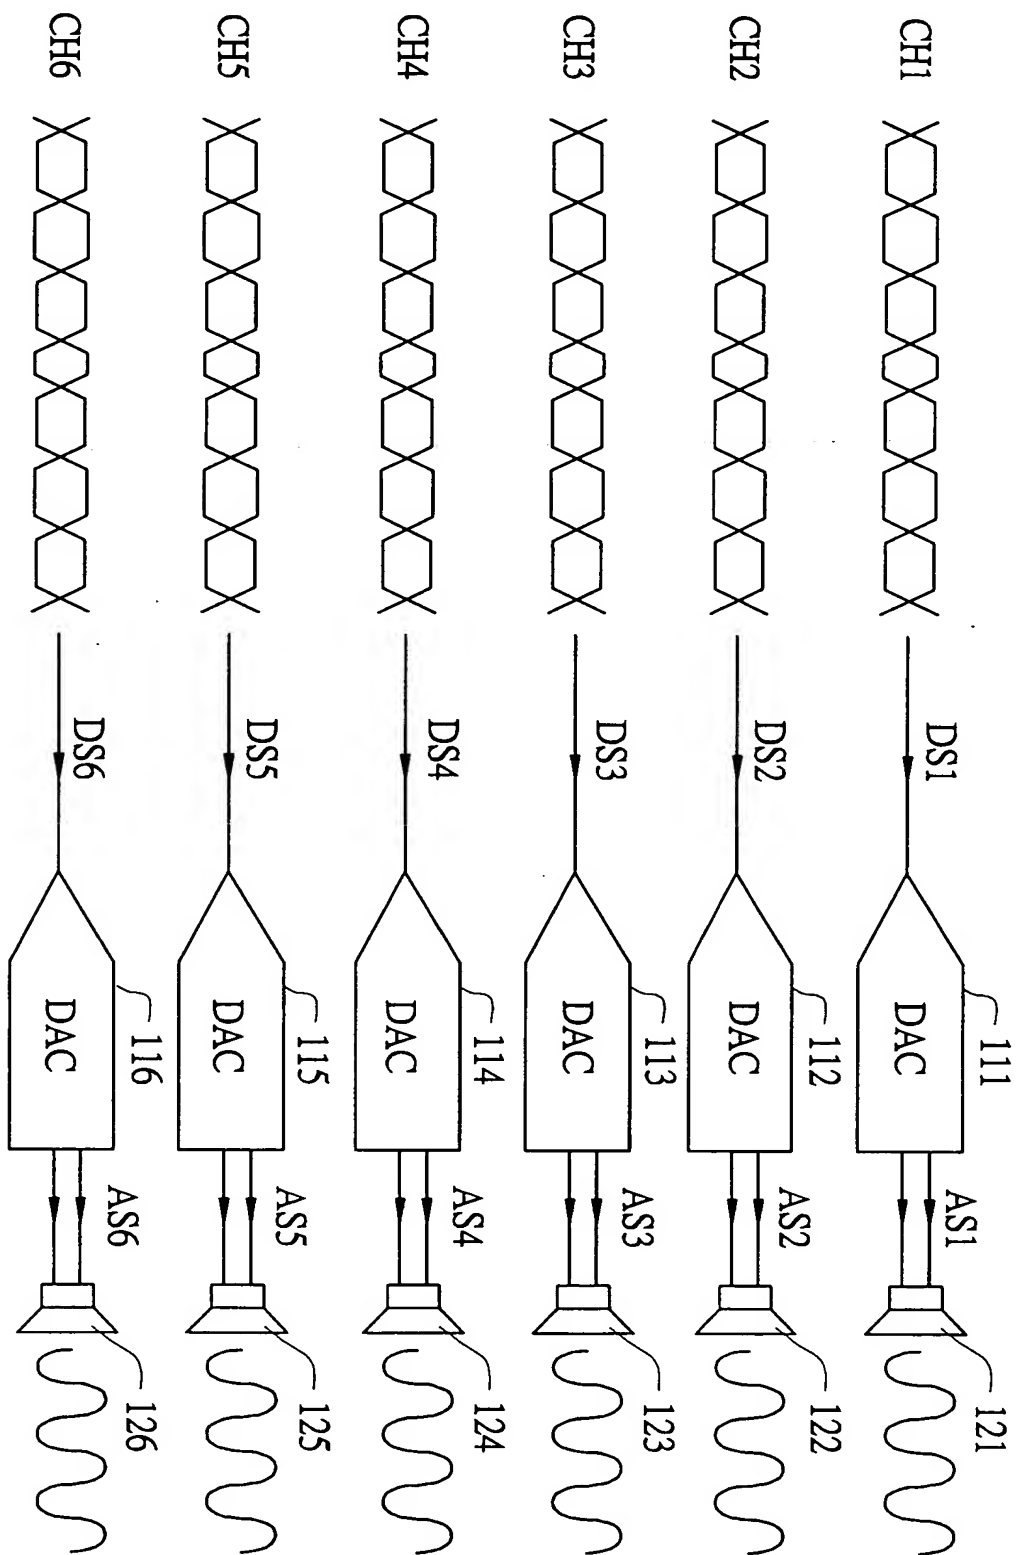 CH1
DS1
DAC
111
AS1
121
CH2
DS2
DAC
112
AS2
122
CH3
DS3
DAC
113
AS3
123
CH4
DS4
DAC
114
AS4
124
CH5
DS5
DAC
115
AS5
125
CH6
DS6
DAC
116
AS6
126